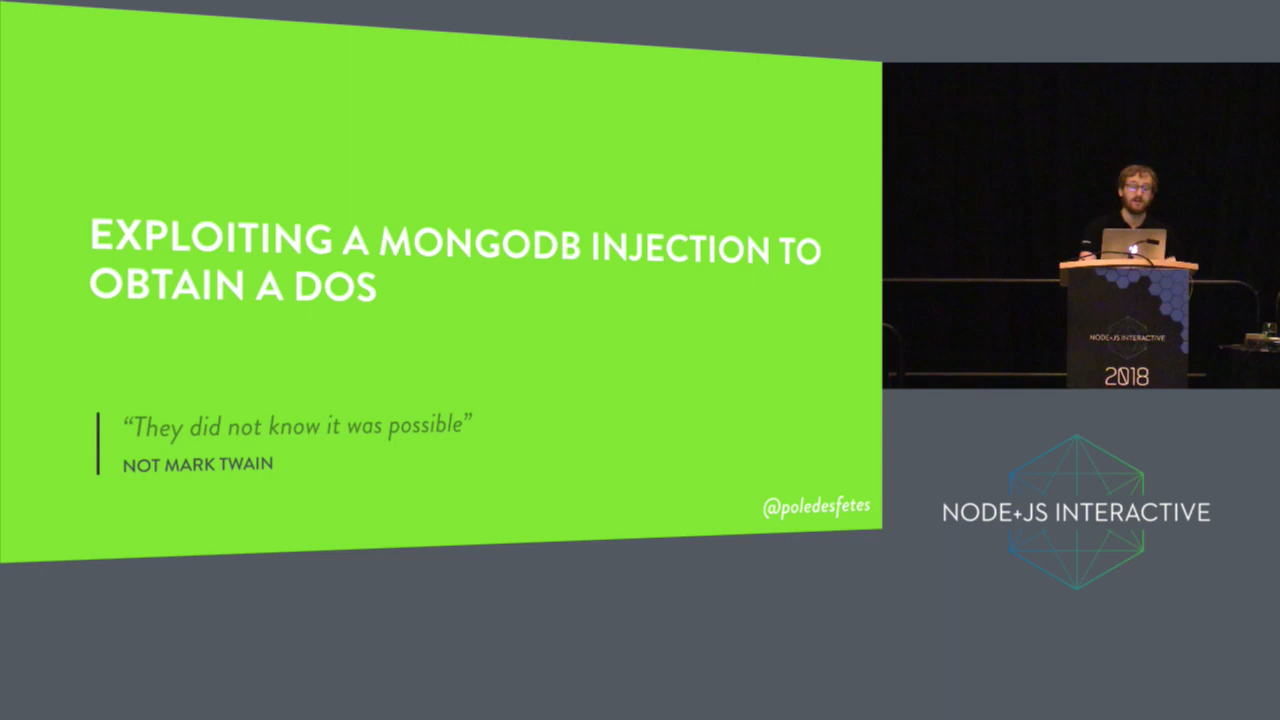 EXPLOITING A MONGODB INJECTION TO
OBTAIN A DOS
“They did not know it was possible”
NOT MARK TWAIN
@poledesfetes
NODE+JS INTERACTIVE
2018
NODE+JS INTERACTIVE